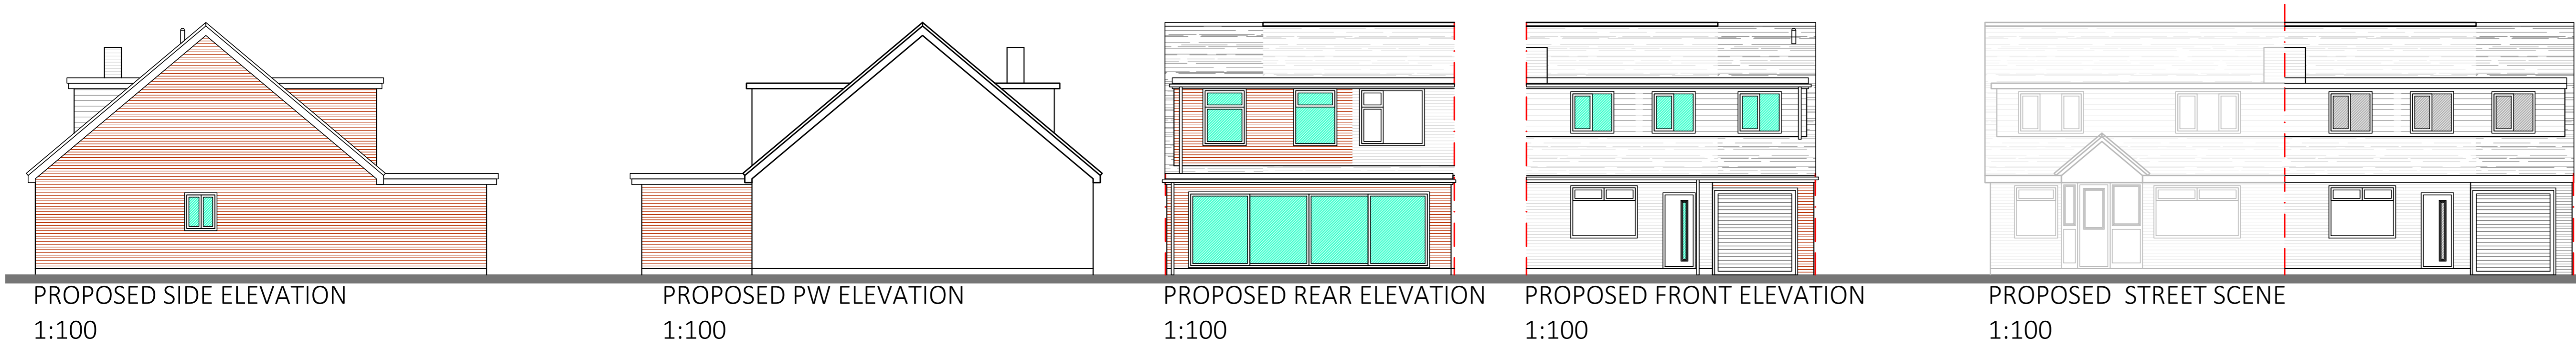 PROPOSED SIDE ELEVATION
1:100
PROPOSED PW ELEVATION
1:100
PROPOSED REAR ELEVATION
1:100
PROPOSED FRONT ELEVATION
1:100
PROPOSED STREET SCENE
1:100